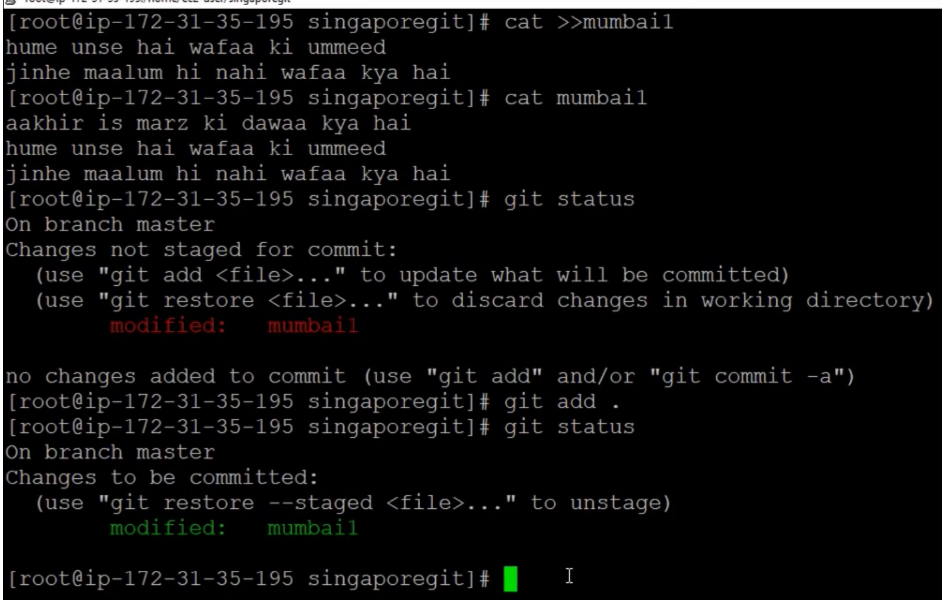 [root@ip-172-31-35-195 singaporegit]# cat >>mumbai1
hume unse hai wafaa ki ummeed
jinhe maalum hi nahi wafaa kya hai
[root@ip-172-31-35-195 singaporegit]# cat mumbai1
aakhir is marz ki dawaa kya hai
hume unse hai wafaa ki ummeed
jinhe maalum hi nahi wafaa kya hai
[root@ip-172-31-35-195 singaporegit]# git status
On branch master
Changes not staged for commit:
  (use "git add <file>..." to update what will be committed)
  (use "git restore <file>..." to discard changes in working directory)
        modified:   mumbai1

no changes added to commit (use "git add" and/or "git commit -a")
[root@ip-172-31-35-195 singaporegit]# git add .
[root@ip-172-31-35-195 singaporegit]# git status
On branch master
Changes to be committed:
  (use "git restore --staged <file>..." to unstage)
        modified:   mumbai1

[root@ip-172-31-35-195 singaporegit]#